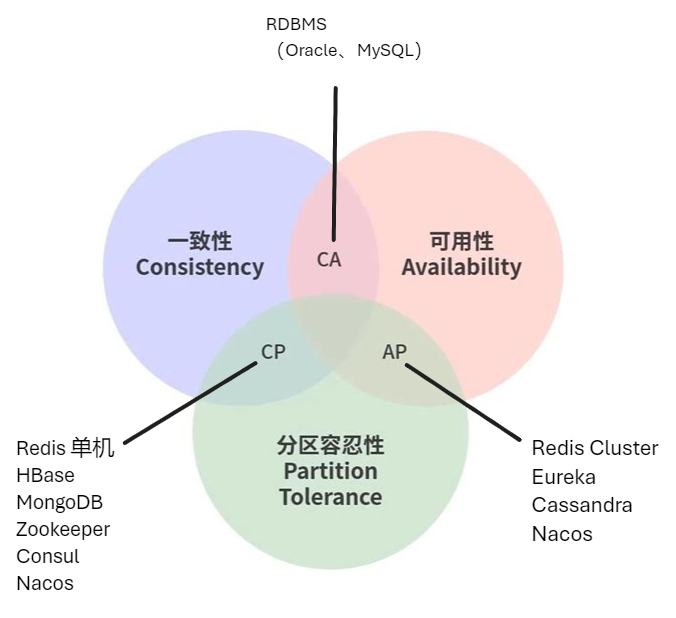 RDBMS
（Oracle、MySQL）
一致性
Consistency
可用性
Availability
CA
CP
AP
分区容忍性
Partition
Tolerance
Redis 单机
HBase
MongoDB
Zookeeper
Consul
Nacos
Redis Cluster
Eureka
Cassandra
Nacos